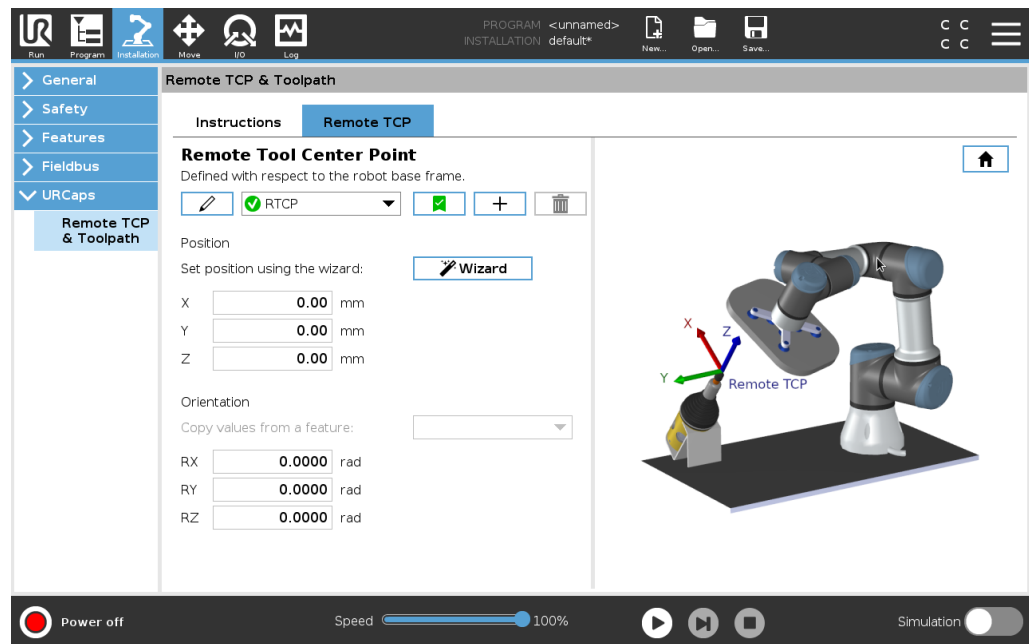 PROGRAM <unnamed>
INSTALLATION default*
C C
C C
UR
Run
Program
Installation
Move
I/O
Log
New...
Open...
Save...
General
Safety
Features
Fieldbus
URCaps
Remote TCP
& Toolpath
Remote TCP & Toolpath
Instructions
Remote TCP
Remote Tool Center Point
Defined with respect to the robot base frame.
RTCP
Position
Set position using the wizard:
Wizard
X 0.00 mm
Y 0.00 mm
Z 0.00 mm
Orientation
Copy values from a feature:
RX 0.0000 rad
RY 0.0000 rad
RZ 0.0000 rad
X
Z
Y
Remote TCP
Power off
Speed
100%
Simulation